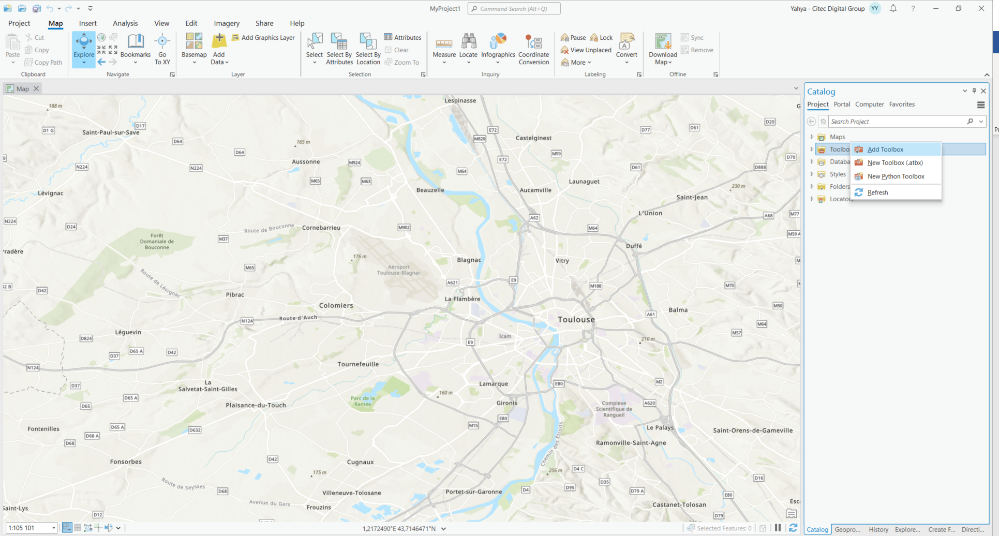 MyProject1
Command Search (Alt+Q)
Yahya - Citec Digital Group
YY
?
Project
Map
Insert
Analysis
View
Edit
Imagery
Share
Help
Paste
Cut
Copy
Copy Path
Clipboard
Explore
Bookmarks
Go
To XY
Navigate
Basemap
Add
Data
Add Graphics Layer
Layer
Select
Select By
Attributes
Select By
Location
Attributes
Clear
Zoom To
Selection
Measure
Locate
Infographics
Coordinate
Conversion
Inquiry
Pause
Lock
View Unplaced
More
Convert
Labeling
Download
Map
Sync
Remove
Offline
Map
Catalog
Project
Portal
Computer
Favorites
Search Project
Maps
Toolbo
Databa
Styles
Folders
Locators
Add Toolbox
New Toolbox (.atbx)
New Python Toolbox
Refresh
188 m
Lespinasse
D1 G
Saint-Paul-sur-Save
D17
D64
165 m
D64
E72
M820
Castelginest
D77
D61
D20
N224
N224
Aussonne
M924
E72
M59
D70
M65
M63
M64
D61
D888
Launaguet
Lévignac
Beauzelle
Aucamville
230 m
Saint-Jean
L'Union
N224
D24
Route de Bouconne
Cornebarrieu
M902
A62
M64
A68
M77
Forêt
Domaniale de
Bouconne
M37
M59 A
Duffé
Pradère
176 m
Blagnac
Vitry
M65
Aéroport
Toulouse-Blagnac
Route de Lévignac
A621
E9
M188
M70
D42
Pibrac
La Flambère
Colomiers
Balma
M50
N124
Route d'Auch
Toulouse
A61
M64
Léguevin
D824
Icam
M57
E9
210 m
D65 A
D42
D37
N124
Tournefeuille
D37
La
Salvetat-Saint-Gilles
Lamarque
E80
M2
D65 A
D65
Plaisance-du-Touch
Parc de la
Ramée
160 m
Gironis
Complexe
Scientifique de
Rangueil
A620
E80
Fontenilles
D65 A
D68 A
D68
D632
M15
Le Palays
Saint-Orens-de-Gameville
Ramonville-Saint-Agne
Chemin des Étroits
Fonsorbes
D42
Cugnaux
175 m
256 m
D4 C
Route de Seysses
D68
Villeneuve-Tolosane
Portet-sur-Garonne
D4
D95
D35
D79 A
D16
E80
Avenue du Gers
Frouzins
Castanet-Tolosan
Saint-Lys
D12
D79
1:105 101
1,2172490°E 43,7146471°N
Selected Features: 0
Catalog
Geopro...
History
Explore...
Create F...
Directi...